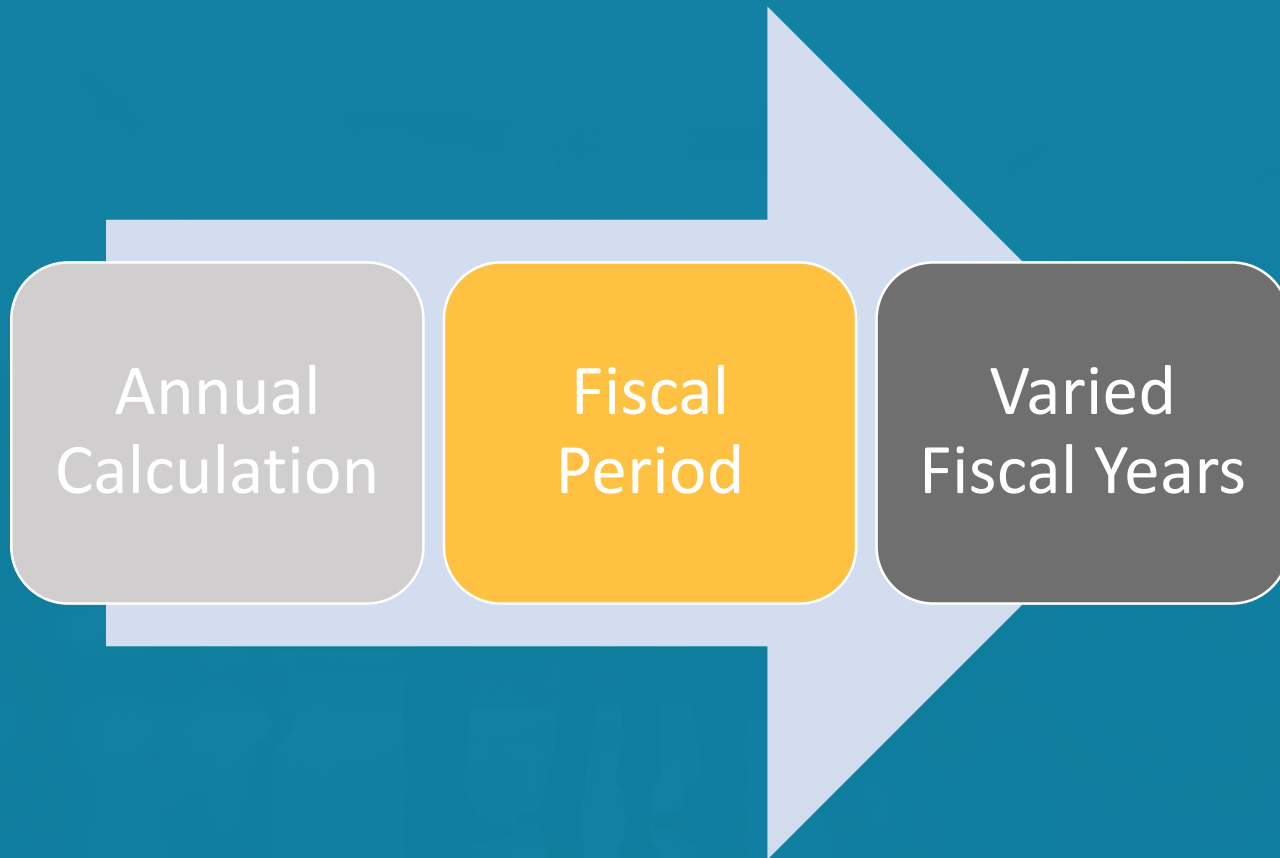 Annual
Calculation
Fiscal
Period
Varied
Fiscal Years